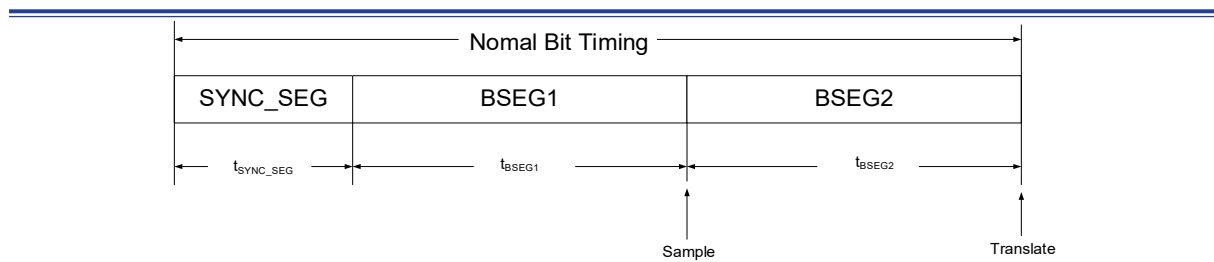 Nomal Bit Timing
SYNC_SEG BSEG1 BSEG2
tSYNC_SEG tBSEG1 tBSEG2
Sample Translate